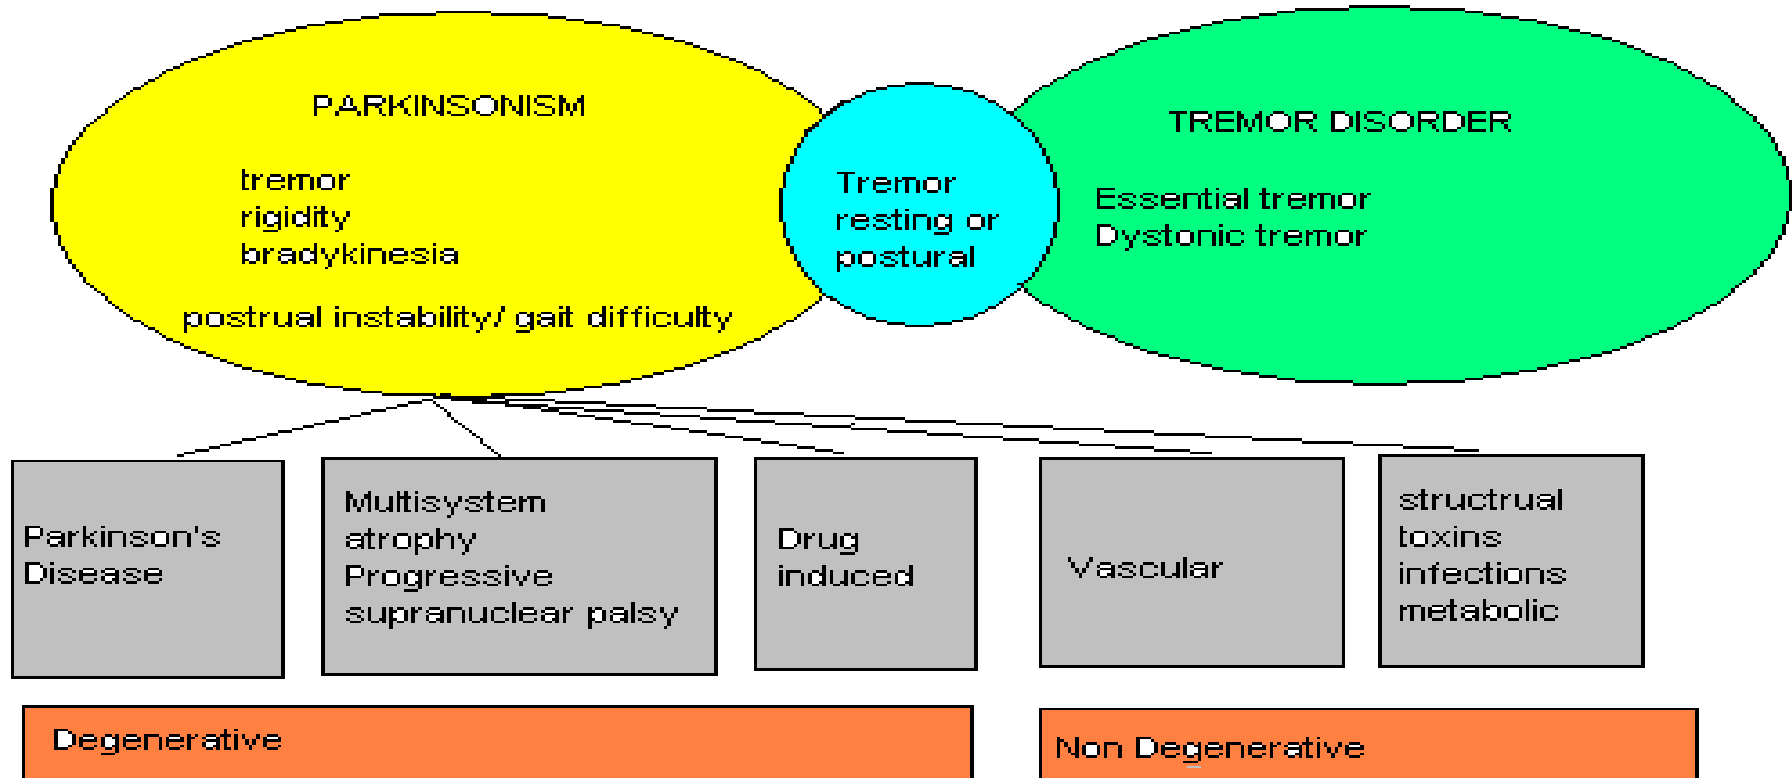 PARKINSONISM
tremor
rigidity
bradykinesia
postrual instability/ gait difficulty
Tremor
resting or
postural
TREMOR DISORDER
Essential tremor
Dystonic tremor
Parkinson's
Disease
Multisystem
atrophy
Progressive
supranuclear palsy
Drug
induced
Vascular
structrual
toxins
infections
metabolic
Degenerative
Non Degenerative